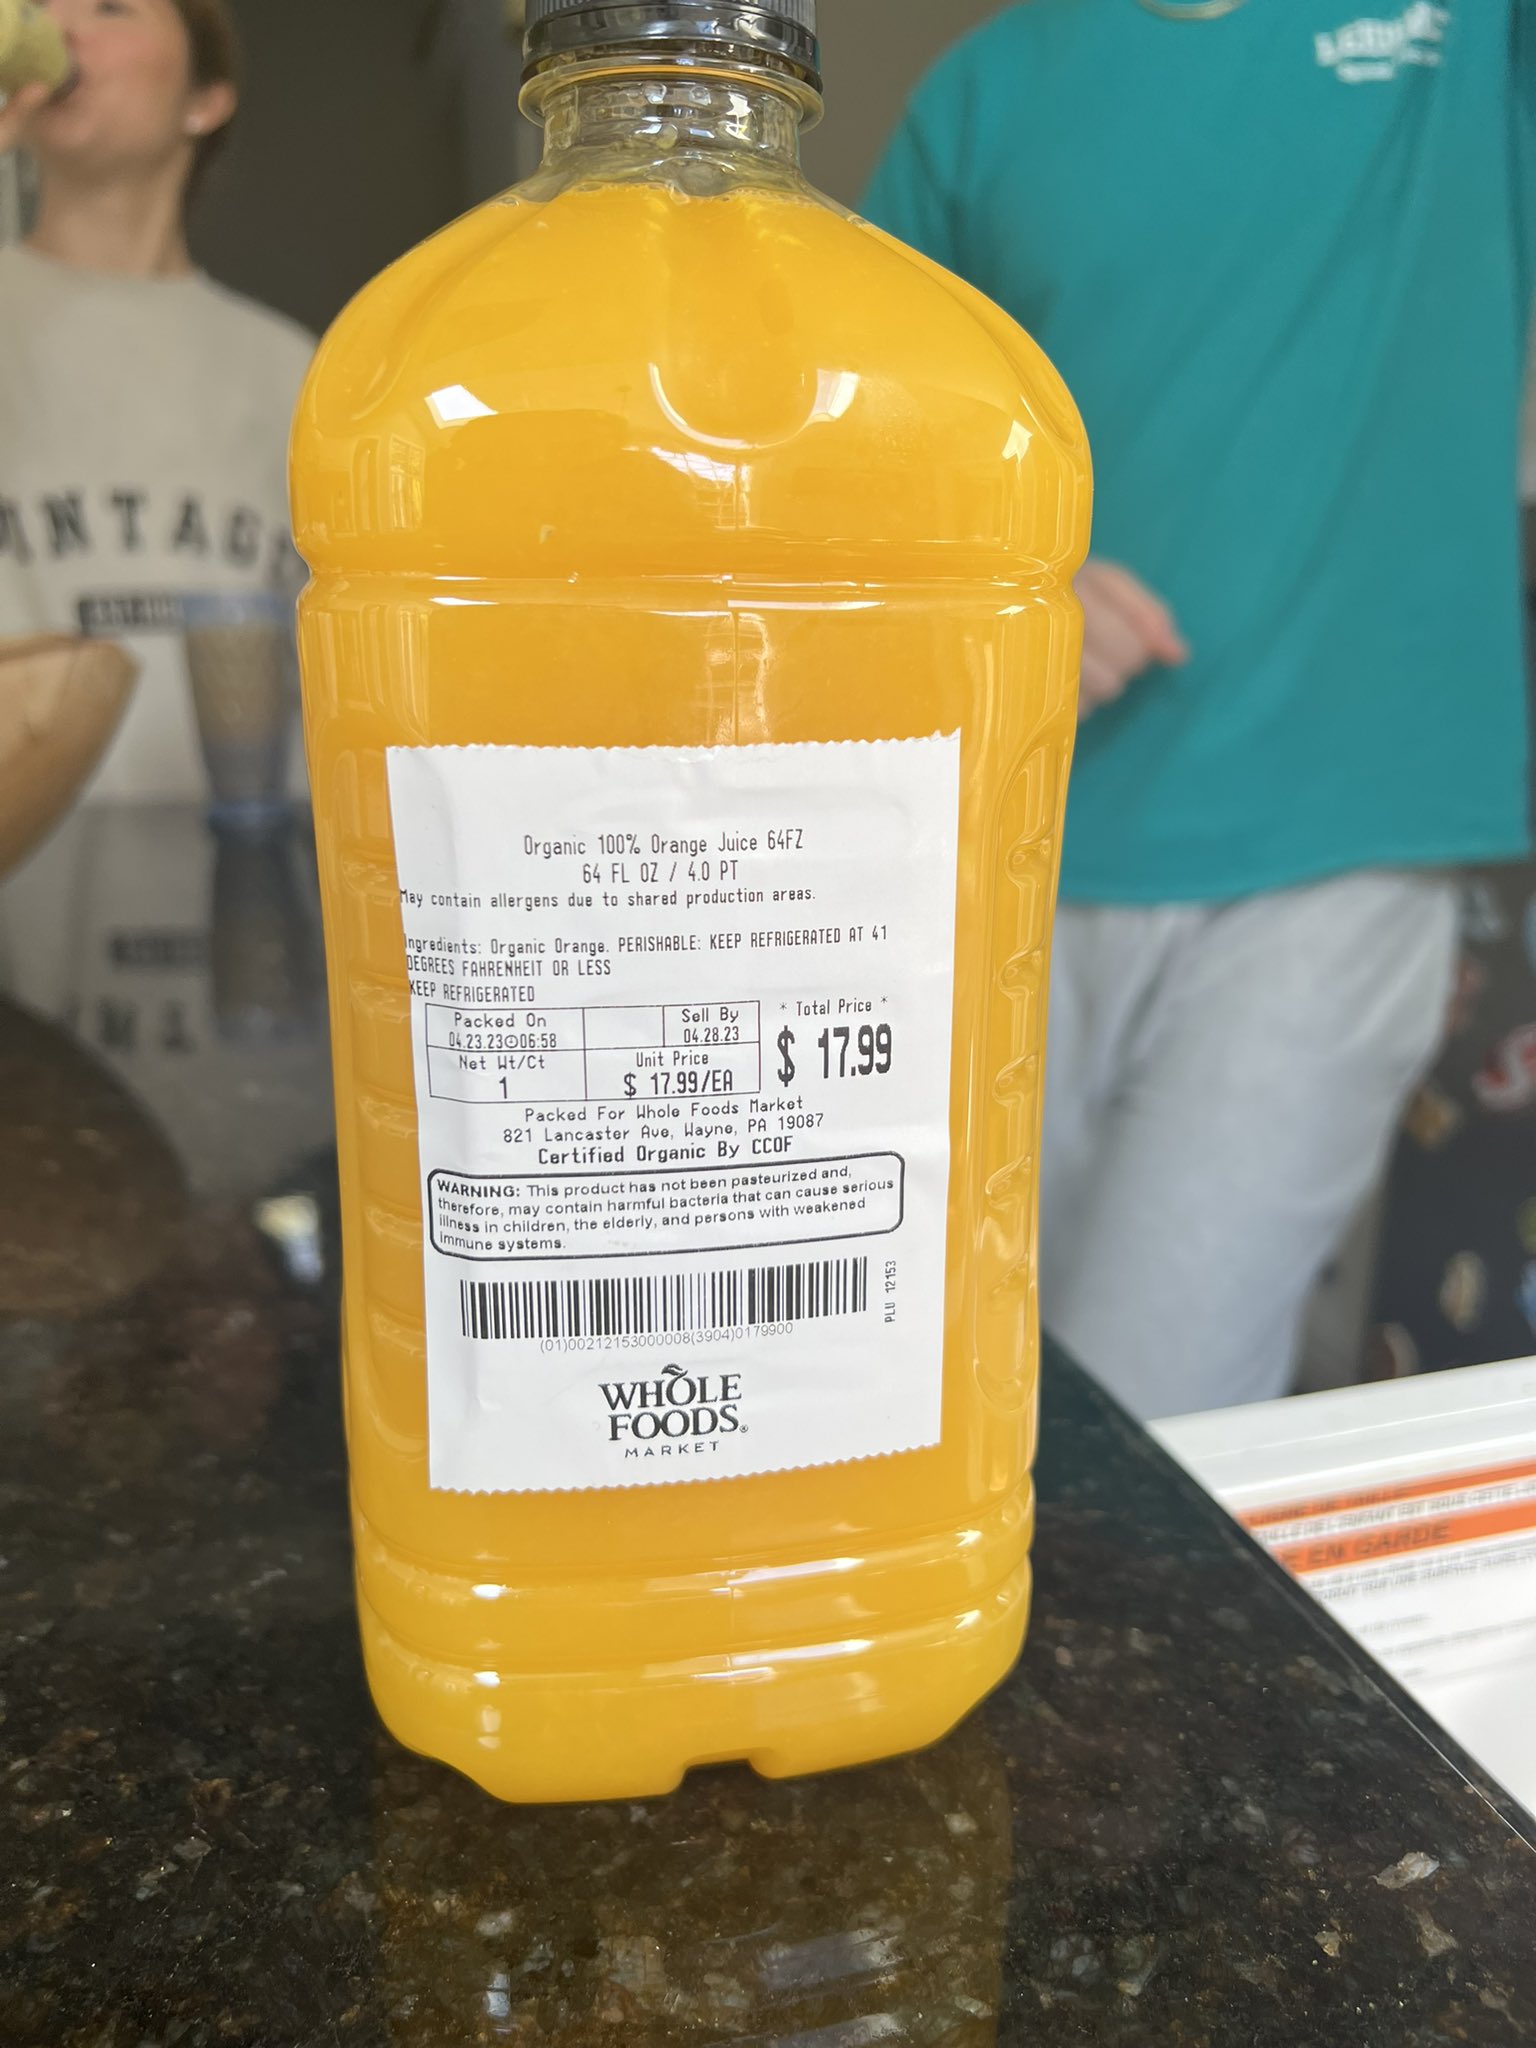 Organic 100% Orange Juice 64FZ
64 FL OZ / 4.0 PT
May contain allergens due to shared production areas.
Ingredients: Organic Orange. PERISHABLE: KEEP REFRIGERATED AT 41
DEGREES FAHRENHEIT OR LESS
KEEP REFRIGERATED
Packed On
04.23.23 06:58
Sell By
04.28.23
* Total Price *
$ 17.99
Net Wt/Ct
1
Unit Price
$ 17.99/EA
Packed For Whole Foods Market
821 Lancaster Ave, Wayne, PA 19087
Certified Organic By CCOF
WARNING: This product has not been pasteurized and,
therefore, may contain harmful bacteria that can cause serious
illness in children, the elderly, and persons with weakened
immune systems.
(01)00212153000008(3904)0179900
PLU 12153
WHOLE
FOODS®
MARKET
EN GARDE